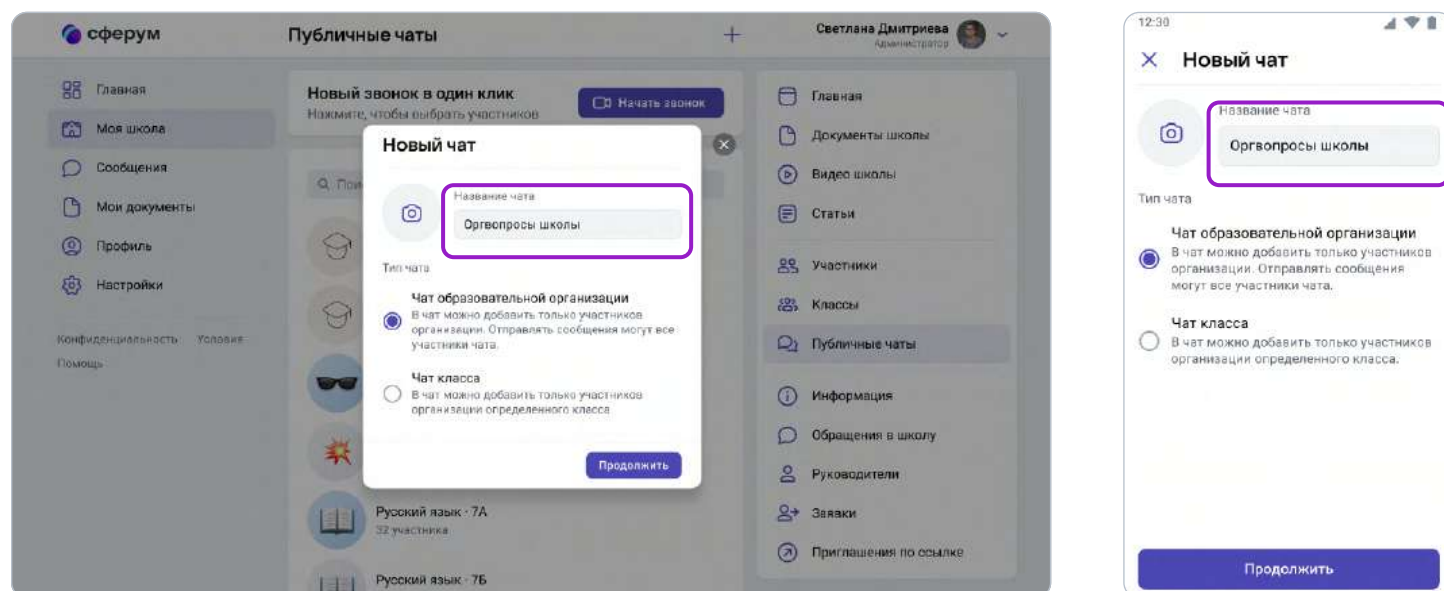 сферум
Публичные чаты
Светлана Дмитриева
Администратор
Главная
Моя школа
Сообщения
Мои документы
Профиль
Настройки
Конфиденциальность Условия
Помощь
Новый звонок в один клик
Нажмите, чтобы выбрать участников
Начать звонок
Пои
Новый чат
Название чата
Оргвопросы школы
Тип чата
Чат образовательной организации
В чат можно добавить только участников
организации. Отправлять сообщения могут все
участники чата.
Чат класса
В чат можно добавить только участников
организации определенного класса
Продолжить
Русский язык · 7А
32 участника
Русский язык · 7Б
Главная
Документы школы
Видео школы
Статьи
Участники
Классы
Публичные чаты
Информация
Обращения в школу
Руководители
Заявки
Приглашения по ссылке
12:30
Новый чат
Название чата
Оргвопросы школы
Тип чата
Чат образовательной организации
В чат можно добавить только участников
организации. Отправлять сообщения
могут все участники чата.
Чат класса
В чат можно добавить только участников
организации определенного класса.
Продолжить